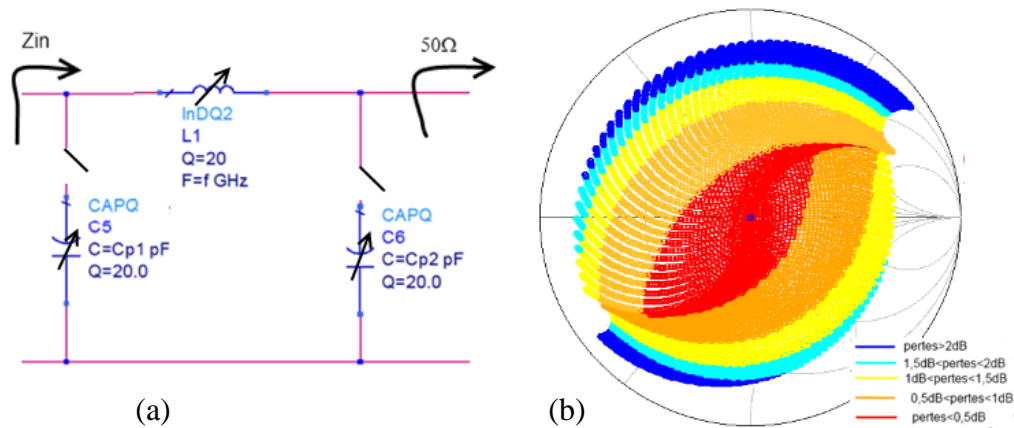 Zin
50Ω
InDQ2
L1
Q=20
F=f GHz
CAPQ
C5
C=Cp1 pF
Q=20.0
CAPQ
C6
C=Cp2 pF
Q=20.0
(a)
(b)
pertes>2dB
1,5dB<pertes<2dB
1dB<pertes<1,5dB
0,5dB<pertes<1dB
pertes<0,5dB